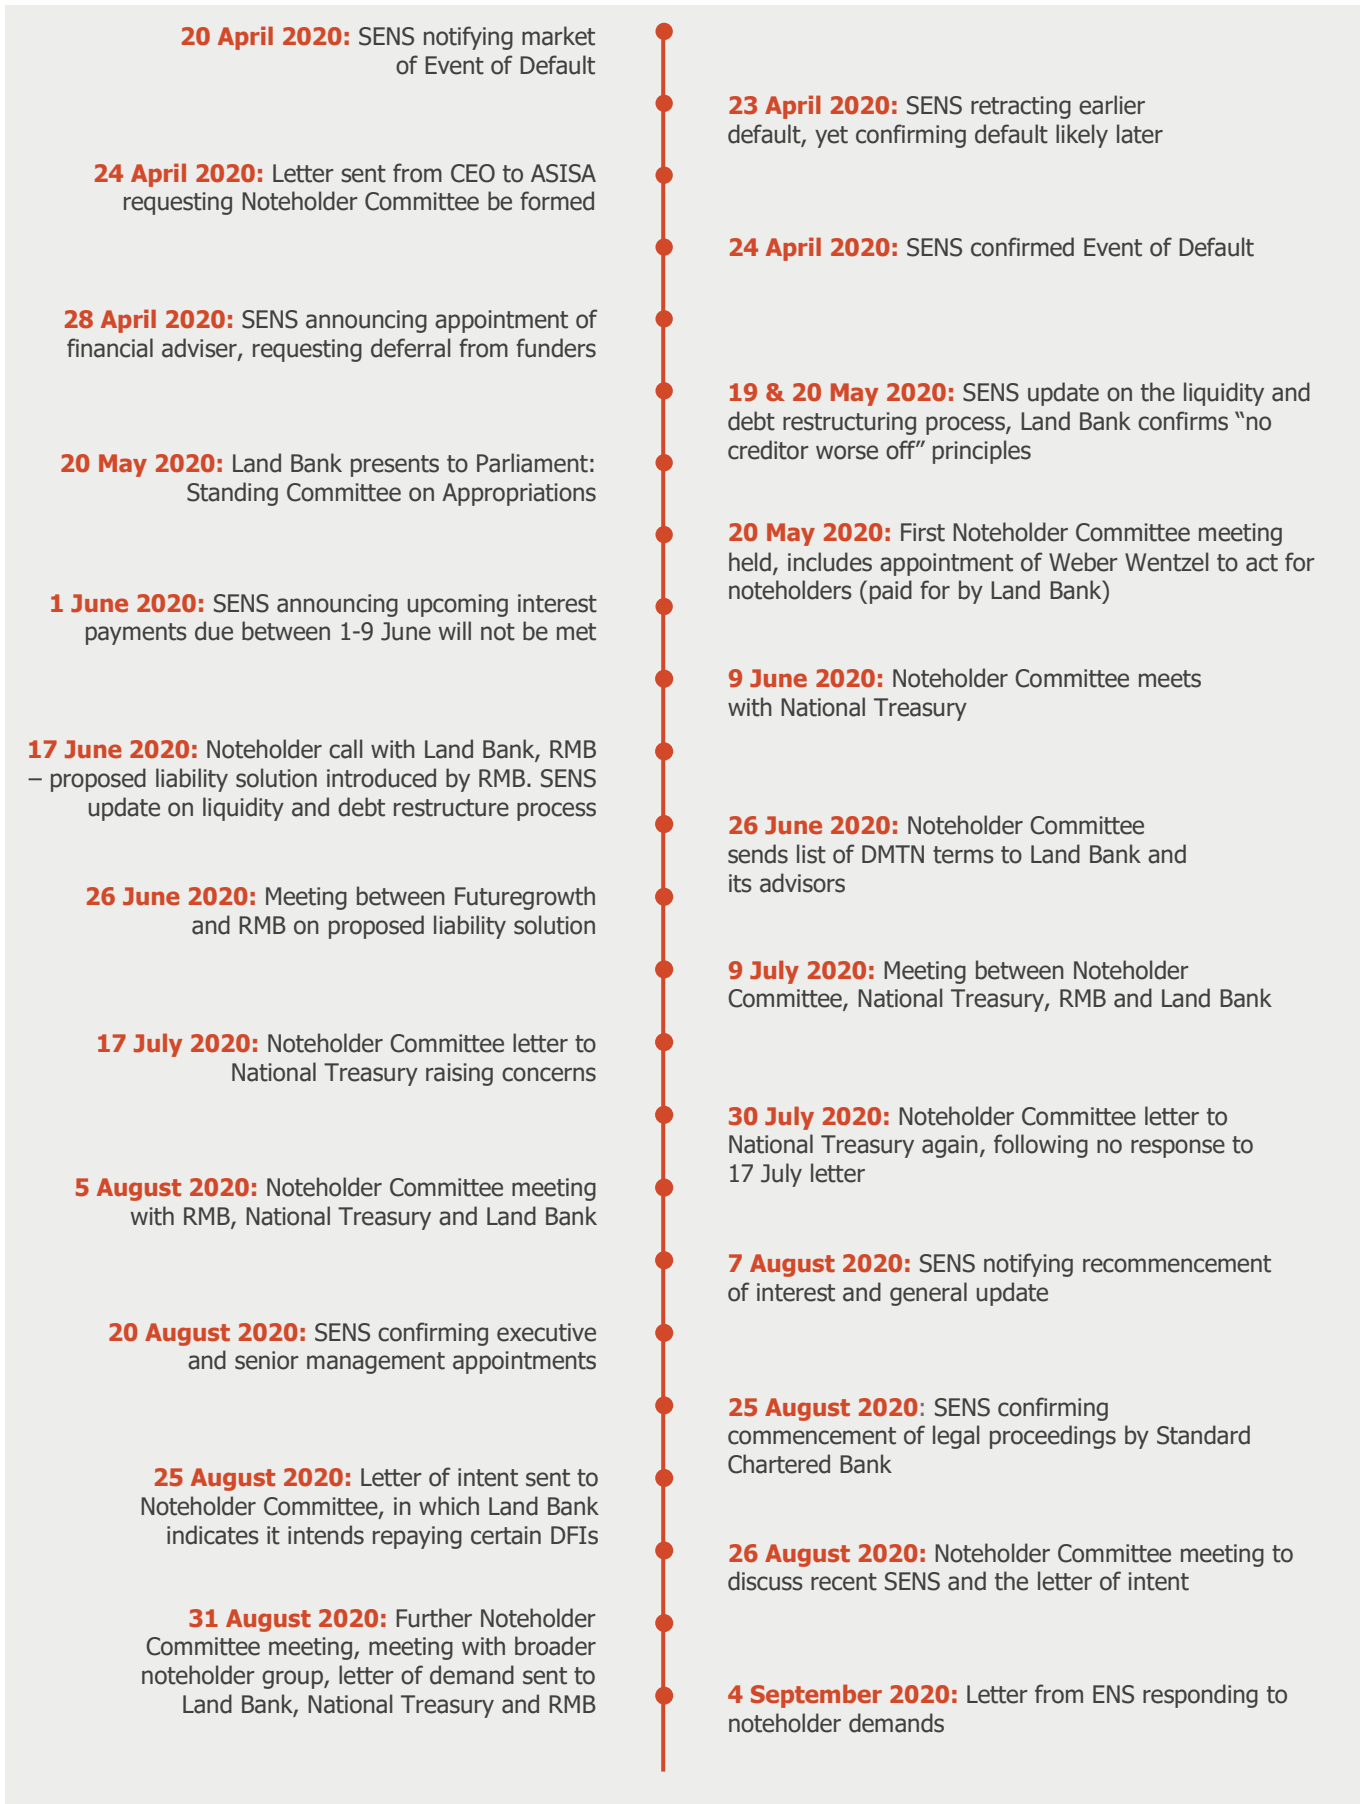 20 April 2020: SENS notifying market
of Event of Default
23 April 2020: SENS retracting earlier
default, yet confirming default likely later
24 April 2020: Letter sent from CEO to ASISA
requesting Noteholder Committee be formed
24 April 2020: SENS confirmed Event of Default
28 April 2020: SENS announcing appointment of
financial adviser, requesting deferral from funders
19 & 20 May 2020: SENS update on the liquidity and
debt restructuring process, Land Bank confirms “no
creditor worse off” principles
20 May 2020: Land Bank presents to Parliament:
Standing Committee on Appropriations
20 May 2020: First Noteholder Committee meeting
held, includes appointment of Weber Wentzel to act for
noteholders (paid for by Land Bank)
1 June 2020: SENS announcing upcoming interest
payments due between 1-9 June will not be met
9 June 2020: Noteholder Committee meets
with National Treasury
17 June 2020: Noteholder call with Land Bank, RMB
– proposed liability solution introduced by RMB. SENS
update on liquidity and debt restructure process
26 June 2020: Noteholder Committee
sends list of DMTN terms to Land Bank and
its advisors
26 June 2020: Meeting between Futuregrowth
and RMB on proposed liability solution
9 July 2020: Meeting between Noteholder
Committee, National Treasury, RMB and Land Bank
17 July 2020: Noteholder Committee letter to
National Treasury raising concerns
30 July 2020: Noteholder Committee letter to
National Treasury again, following no response to
17 July letter
5 August 2020: Noteholder Committee meeting
with RMB, National Treasury and Land Bank
7 August 2020: SENS notifying recommencement
of interest and general update
20 August 2020: SENS confirming executive
and senior management appointments
25 August 2020: SENS confirming
commencement of legal proceedings by Standard
Chartered Bank
25 August 2020: Letter of intent sent to
Noteholder Committee, in which Land Bank
indicates it intends repaying certain DFIs
26 August 2020: Noteholder Committee meeting to
discuss recent SENS and the letter of intent
31 August 2020: Further Noteholder
Committee meeting, meeting with broader
noteholder group, letter of demand sent to
Land Bank, National Treasury and RMB
4 September 2020: Letter from ENS responding to
noteholder demands